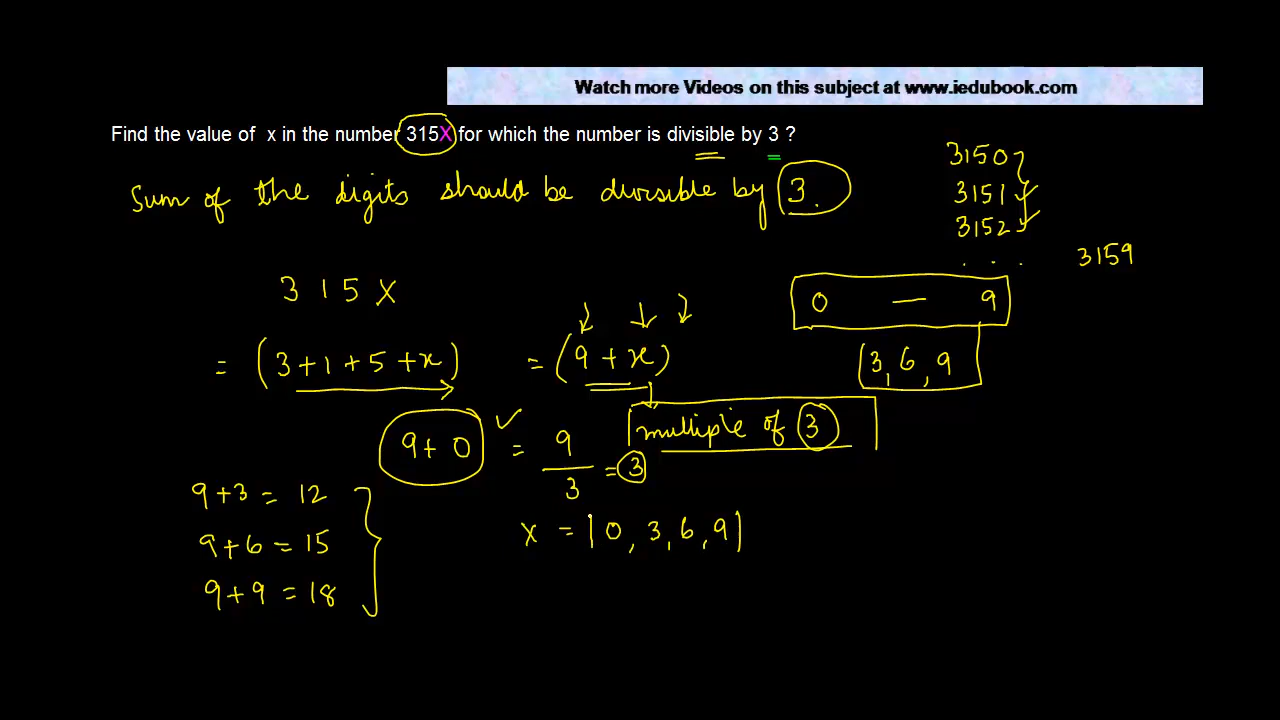 Watch more Videos on this subject at www.iedubook.com
Find the value of x in the number 315X for which the number is divisible by 3 ?
Sum of the digits should be divisible by 3.
3150
3151
3152
. . . 3159
3 1 5 X
0 — 9
= (3+1+5+x) = (9+x)
(3, 6, 9
multiple of 3
9+0 = 9/3 = 3
9+3 = 12
9+6 = 15
9+9 = 18
x = |0, 3, 6, 9|